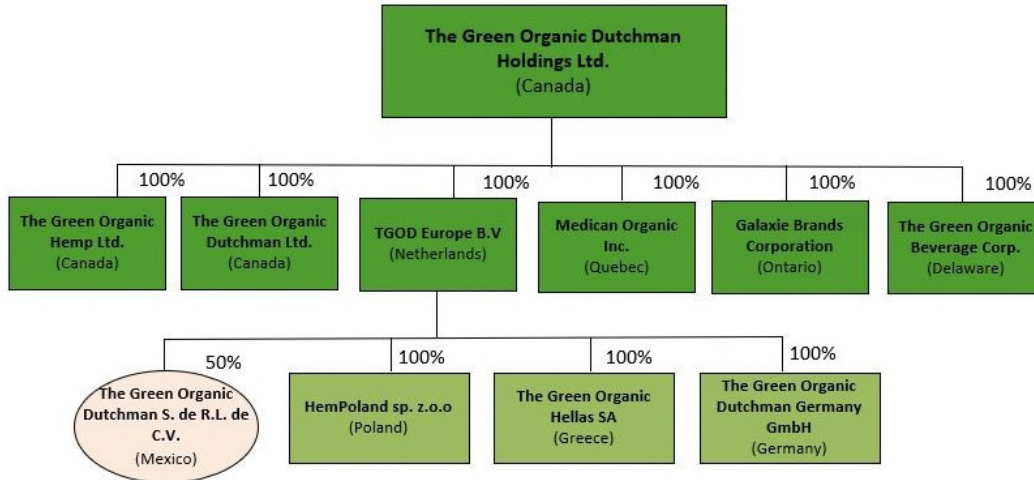 The Green Organic Dutchman
Holdings Ltd.
(Canada)
100%
100%
100%
100%
100%
100%
The Green Organic
Hemp Ltd.
(Canada)
The Green Organic
Dutchman Ltd.
(Canada)
TGOD Europe B.V
(Netherlands)
Medican Organic
Inc.
(Quebec)
Galaxie Brands
Corporation
(Ontario)
The Green Organic
Beverage Corp.
(Delaware)
50%
100%
100%
100%
The Green Organic
Dutchman S. de R.L. de
C.V.
(Mexico)
HemPoland sp. z.o.o
(Poland)
The Green Organic
Hellas SA
(Greece)
The Green Organic
Dutchman Germany
GmbH
(Germany)